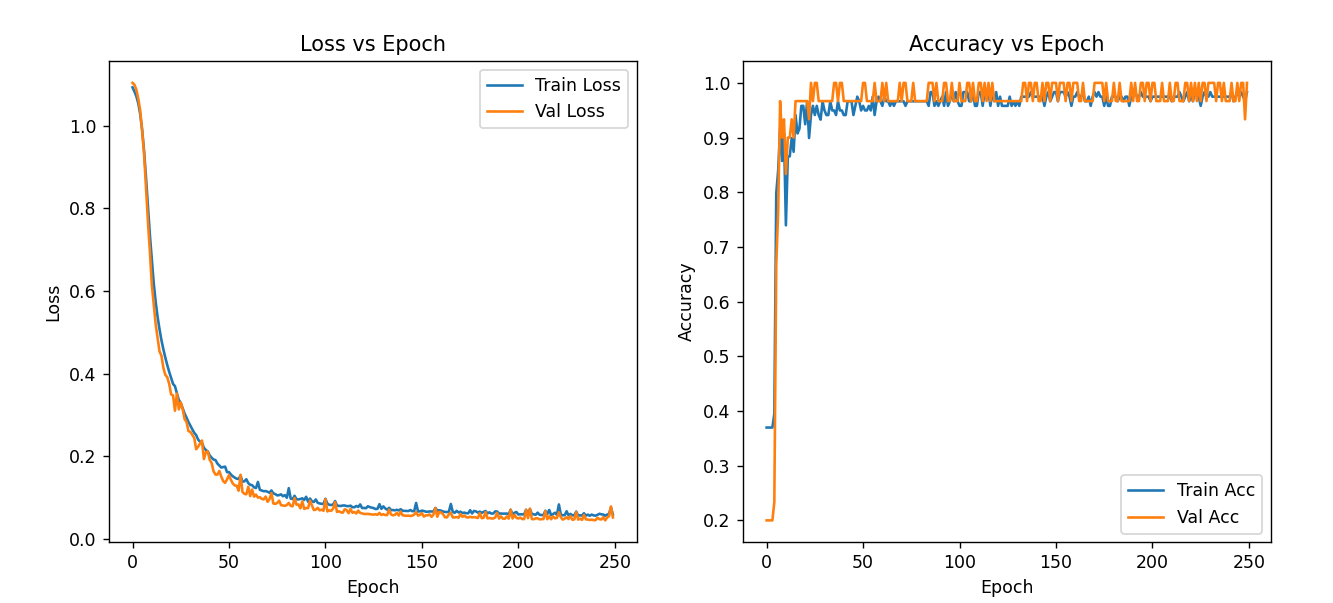 Loss vs Epoch
Train Loss
Val Loss
1.0
0.8
0.6
0.4
0.2
0.0
Loss
0 50 100 150 200 250
Epoch
Accuracy vs Epoch
1.0
0.9
0.8
0.7
0.6
0.5
0.4
0.3
0.2
Accuracy
Train Acc
Val Acc
0 50 100 150 200 250
Epoch